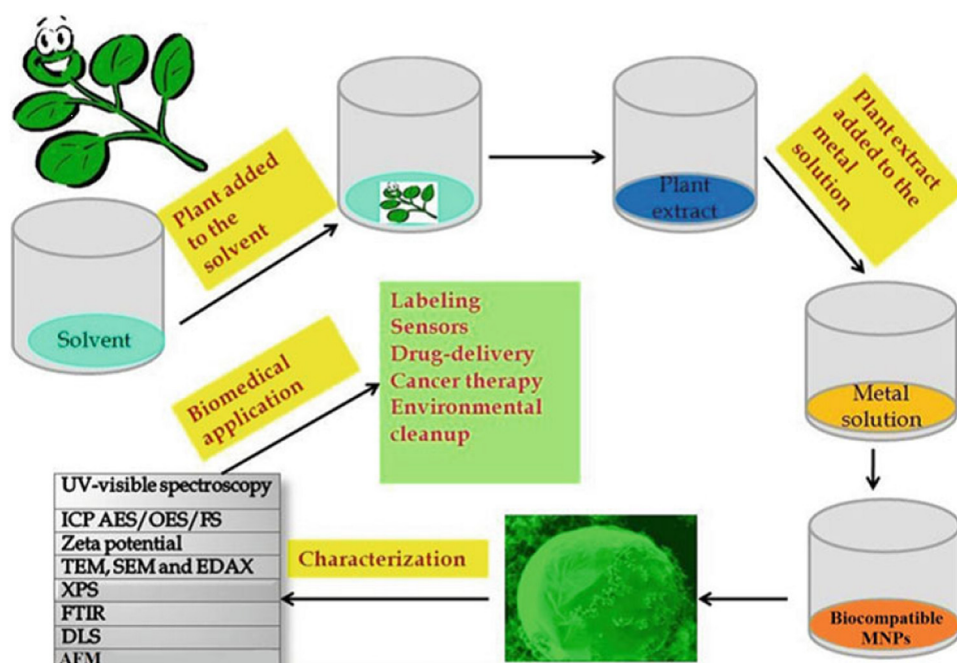 Plant added
to the
solvent
Solvent
Plant
extract
Plant extract
added to the
metal
solution
Metal
solution
Biocompatible
MNPs
Characterization
UV-visible spectroscopy
ICP AES/OES/FS
Zeta potential
TEM, SEM and EDAX
XPS
FTIR
DLS
AFM
Biomedical
application
Labeling
Sensors
Drug-delivery
Cancer therapy
Environmental
cleanup